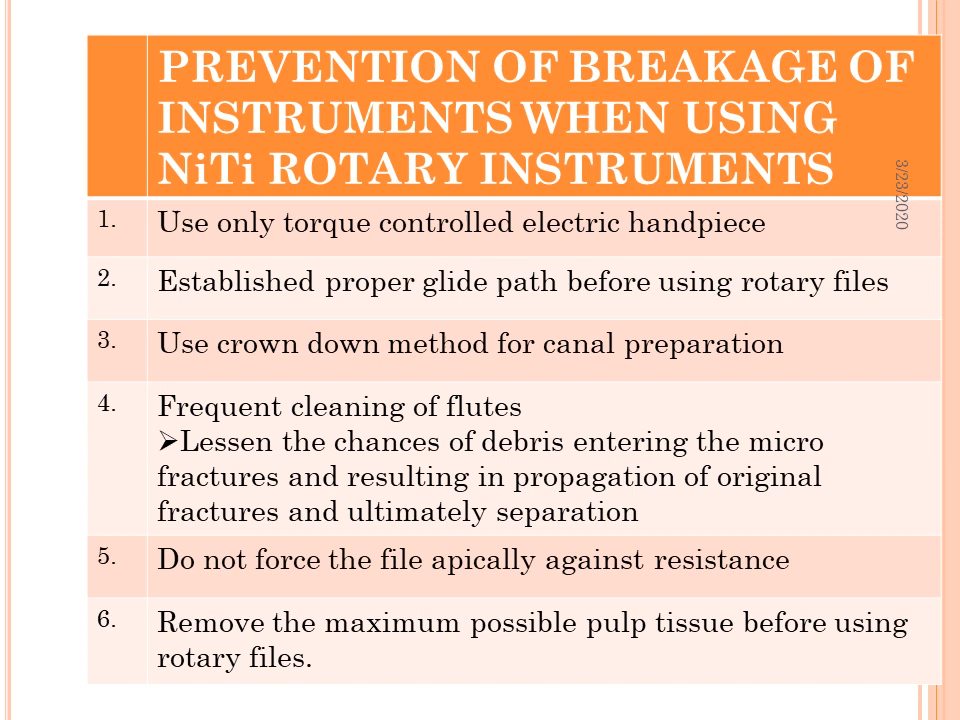 PREVENTION OF BREAKAGE OF
INSTRUMENTS WHEN USING
NiTi ROTARY INSTRUMENTS
3/23/2020
1. Use only torque controlled electric handpiece
2. Established proper glide path before using rotary files
3. Use crown down method for canal preparation
4. Frequent cleaning of flutes
➢Lessen the chances of debris entering the micro
fractures and resulting in propagation of original
fractures and ultimately separation
5. Do not force the file apically against resistance
6. Remove the maximum possible pulp tissue before using
rotary files.